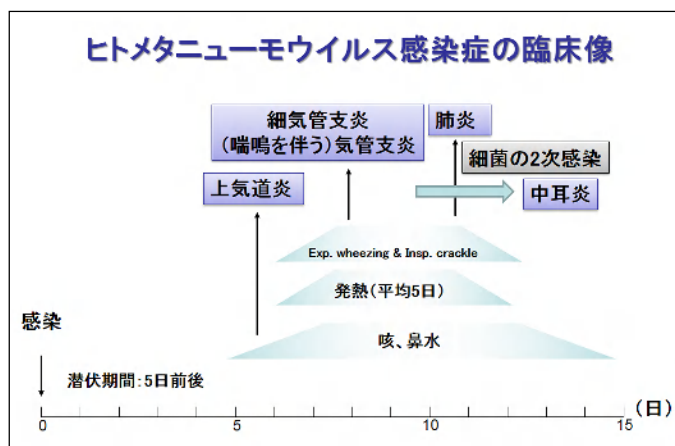 ヒトメタニューモウイルス感染症の臨床像
細気管支炎
(喘鳴を伴う)気管支炎
肺炎
細菌の2次感染
上気道炎
中耳炎
Exp. wheezing & Insp. crackle
発熱(平均5日)
感染
咳、鼻水
潜伏期間:5日前後
(日)
0 5 10 15